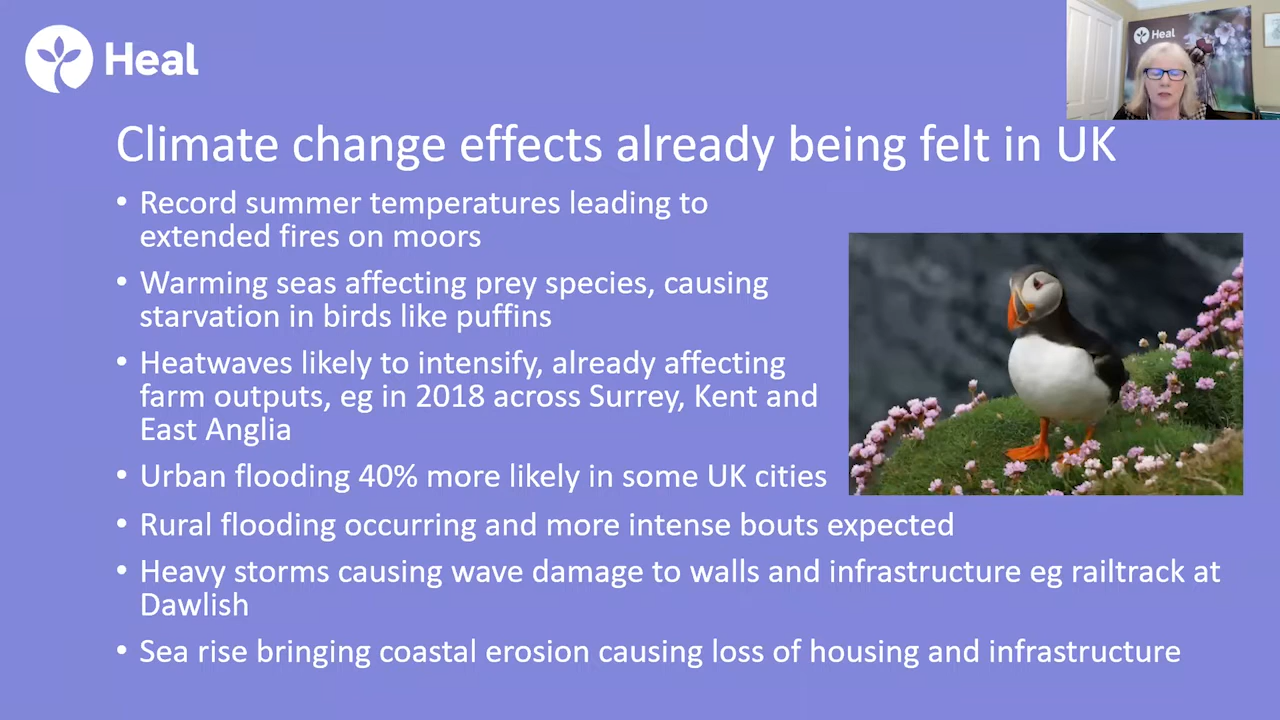 Heal
Heal
Climate change effects already being felt in UK
• Record summer temperatures leading to
extended fires on moors
• Warming seas affecting prey species, causing
starvation in birds like puffins
• Heatwaves likely to intensify, already affecting
farm outputs, eg in 2018 across Surrey, Kent and
East Anglia
• Urban flooding 40% more likely in some UK cities
• Rural flooding occurring and more intense bouts expected
• Heavy storms causing wave damage to walls and infrastructure eg railtrack at
Dawlish
• Sea rise bringing coastal erosion causing loss of housing and infrastructure